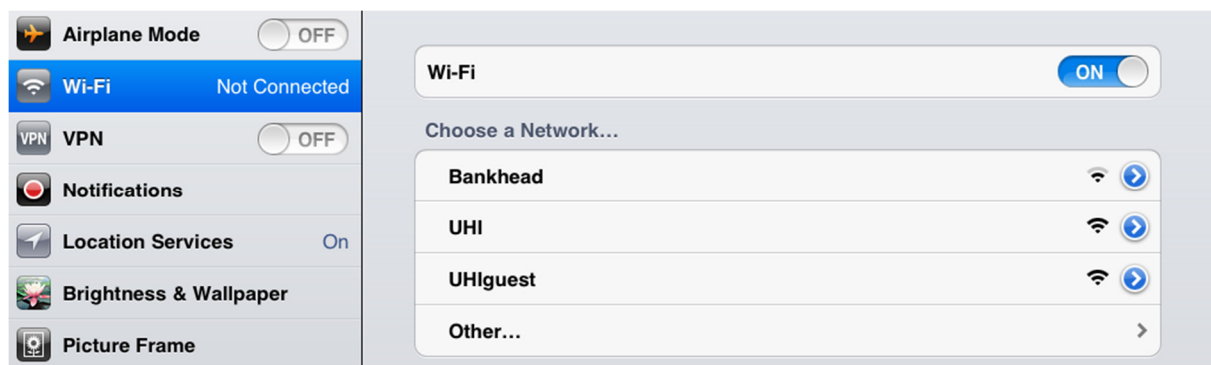 Airplane Mode OFF
Wi-Fi Not Connected
VPN VPN OFF
Notifications
Location Services On
Brightness & Wallpaper
Picture Frame
Wi-Fi ON
Choose a Network...
Bankhead
UHI
UHIguest
Other...